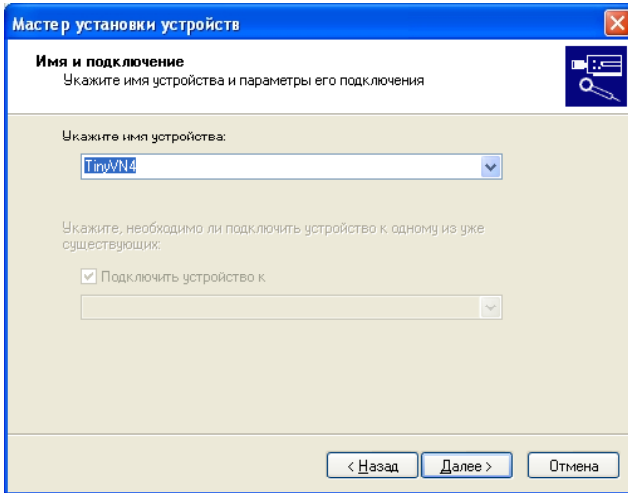 Мастер установки устройств
Имя и подключение
Укажите имя устройства и параметры его подключения
Укажите имя устройства:
TinyVN4
Укажите, необходимо ли подключить устройство к одному из уже
существующих:
Подключить устройство к
< Назад Далее > Отмена